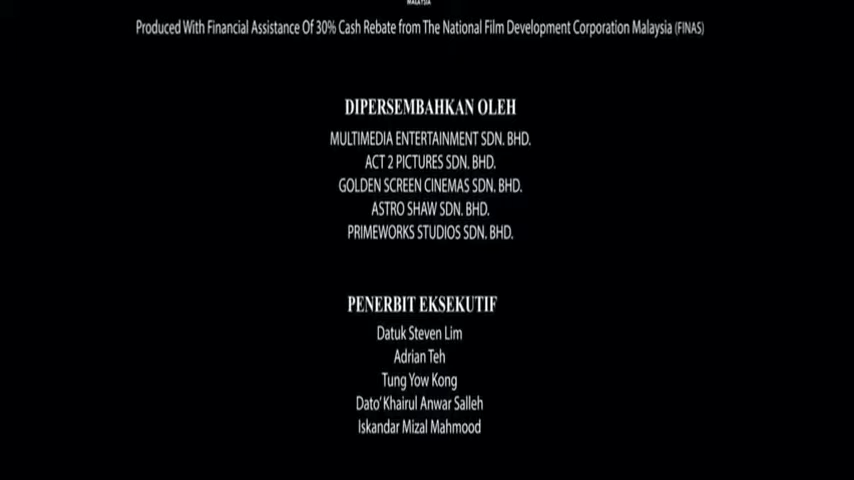 MALAYSIA
Produced With Financial Assistance Of 30% Cash Rebate from The National Film Development Corporation Malaysia (FINAS)
DIPERSEMBAHKAN OLEH
MULTIMEDIA ENTERTAINMENT SDN. BHD.
ACT 2 PICTURES SDN. BHD.
GOLDEN SCREEN CINEMAS SDN. BHD.
ASTRO SHAW SDN. BHD.
PRIMEWORKS STUDIOS SDN. BHD.
PENERBIT EKSEKUTIF
Datuk Steven Lim
Adrian Teh
Tung Yow Kong
Dato' Khairul Anwar Salleh
Iskandar Mizal Mahmood